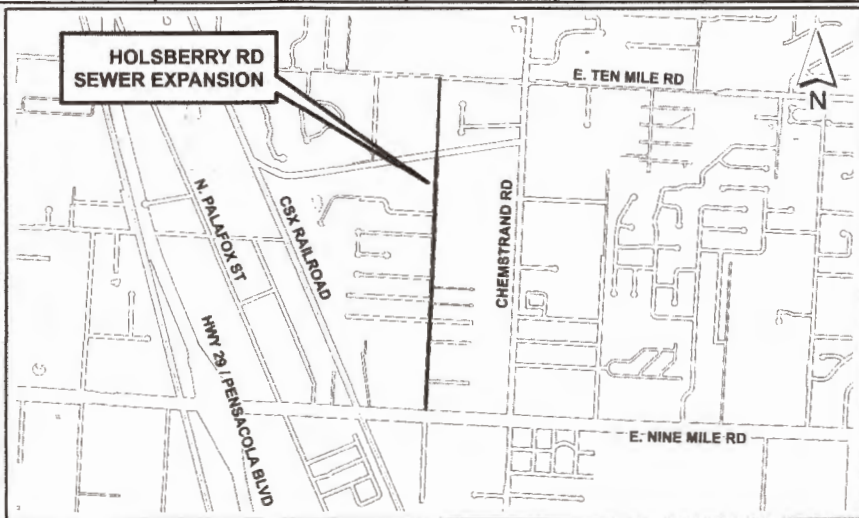 HOLSBERRY RD
SEWER EXPANSION
E. TEN MILE RD
N
N. PALAFOX ST
CSX RAILROAD
CHEMSTRAND RD
HWY 29 / PENSACOLA BLVD
E. NINE MILE RD